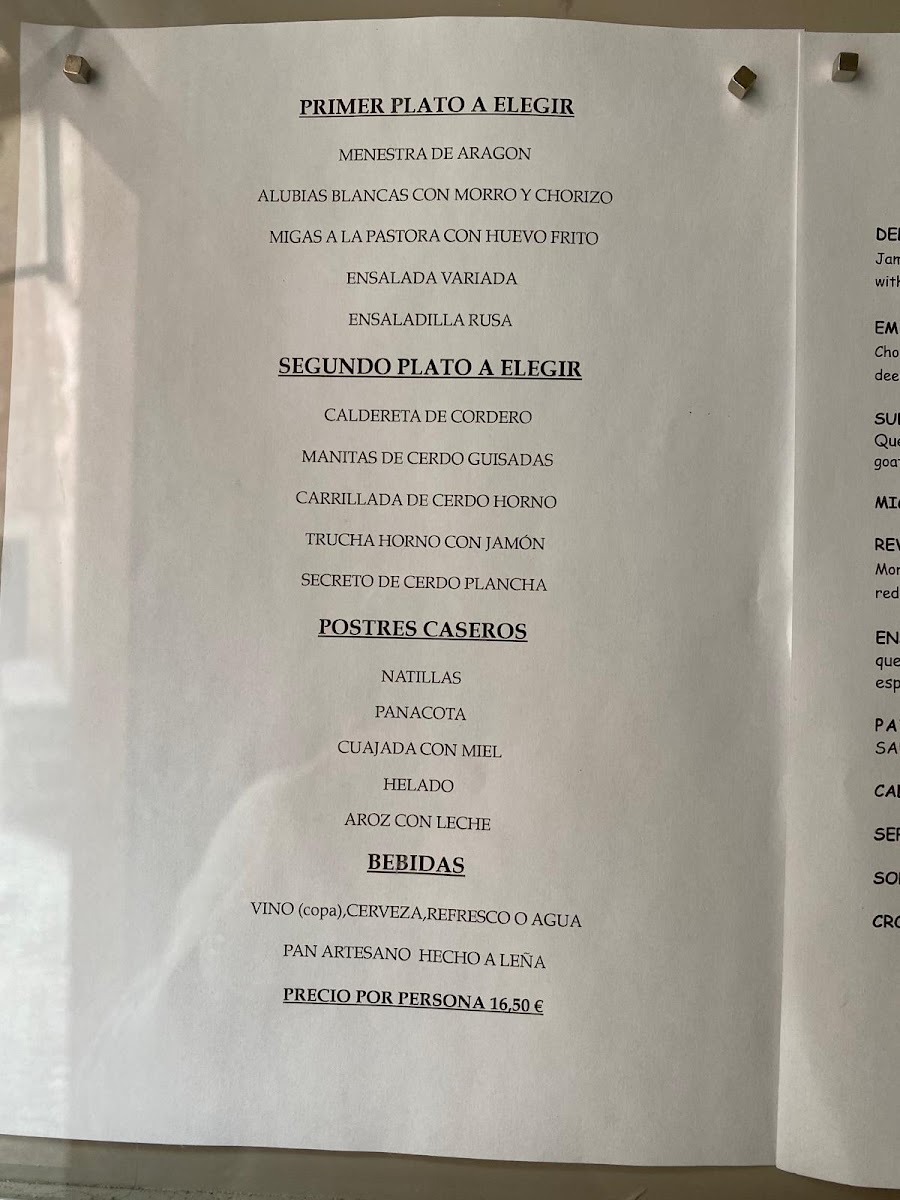 PRIMER PLATO A ELEGIR
MENESTRA DE ARAGON
ALUBIAS BLANCAS CON MORRO Y CHORIZO
MIGAS A LA PASTORA CON HUEVO FRITO
ENSALADA VARIADA
ENSALADILLA RUSA
SEGUNDO PLATO A ELEGIR
CALDERETA DE CORDERO
MANITAS DE CERDO GUISADAS
CARRILLADA DE CERDO HORNO
TRUCHA HORNO CON JAMÓN
SECRETO DE CERDO PLANCHA
POSTRES CASEROS
NATILLAS
PANACOTA
CUAJADA CON MIEL
HELADO
AROZ CON LECHE
BEBIDAS
VINO (copa),CERVEZA,REFRESCO O AGUA
PAN ARTESANO HECHO A LEÑA
PRECIO POR PERSONA 16,50 €
with